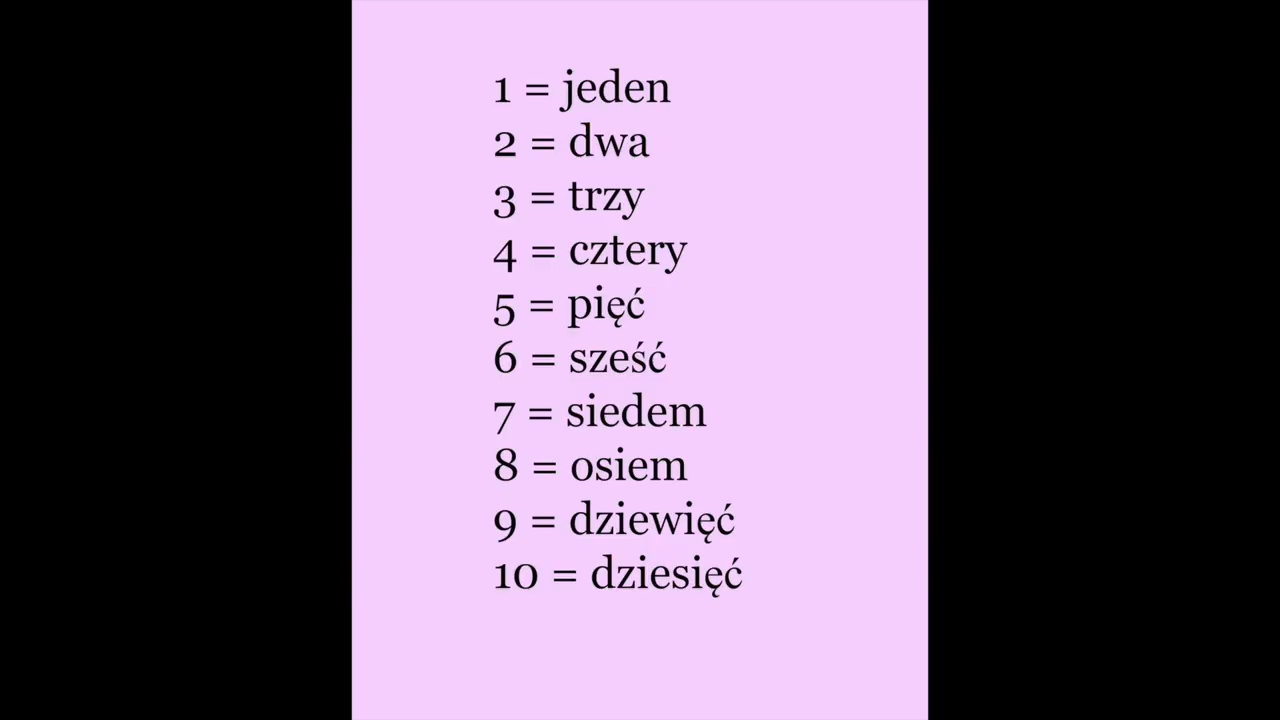 1 = jeden
2 = dwa
3 = trzy
4 = cztery
5 = pięć
6 = sześć
7 = siedem
8 = osiem
9 = dziewięć
10 = dziesięć